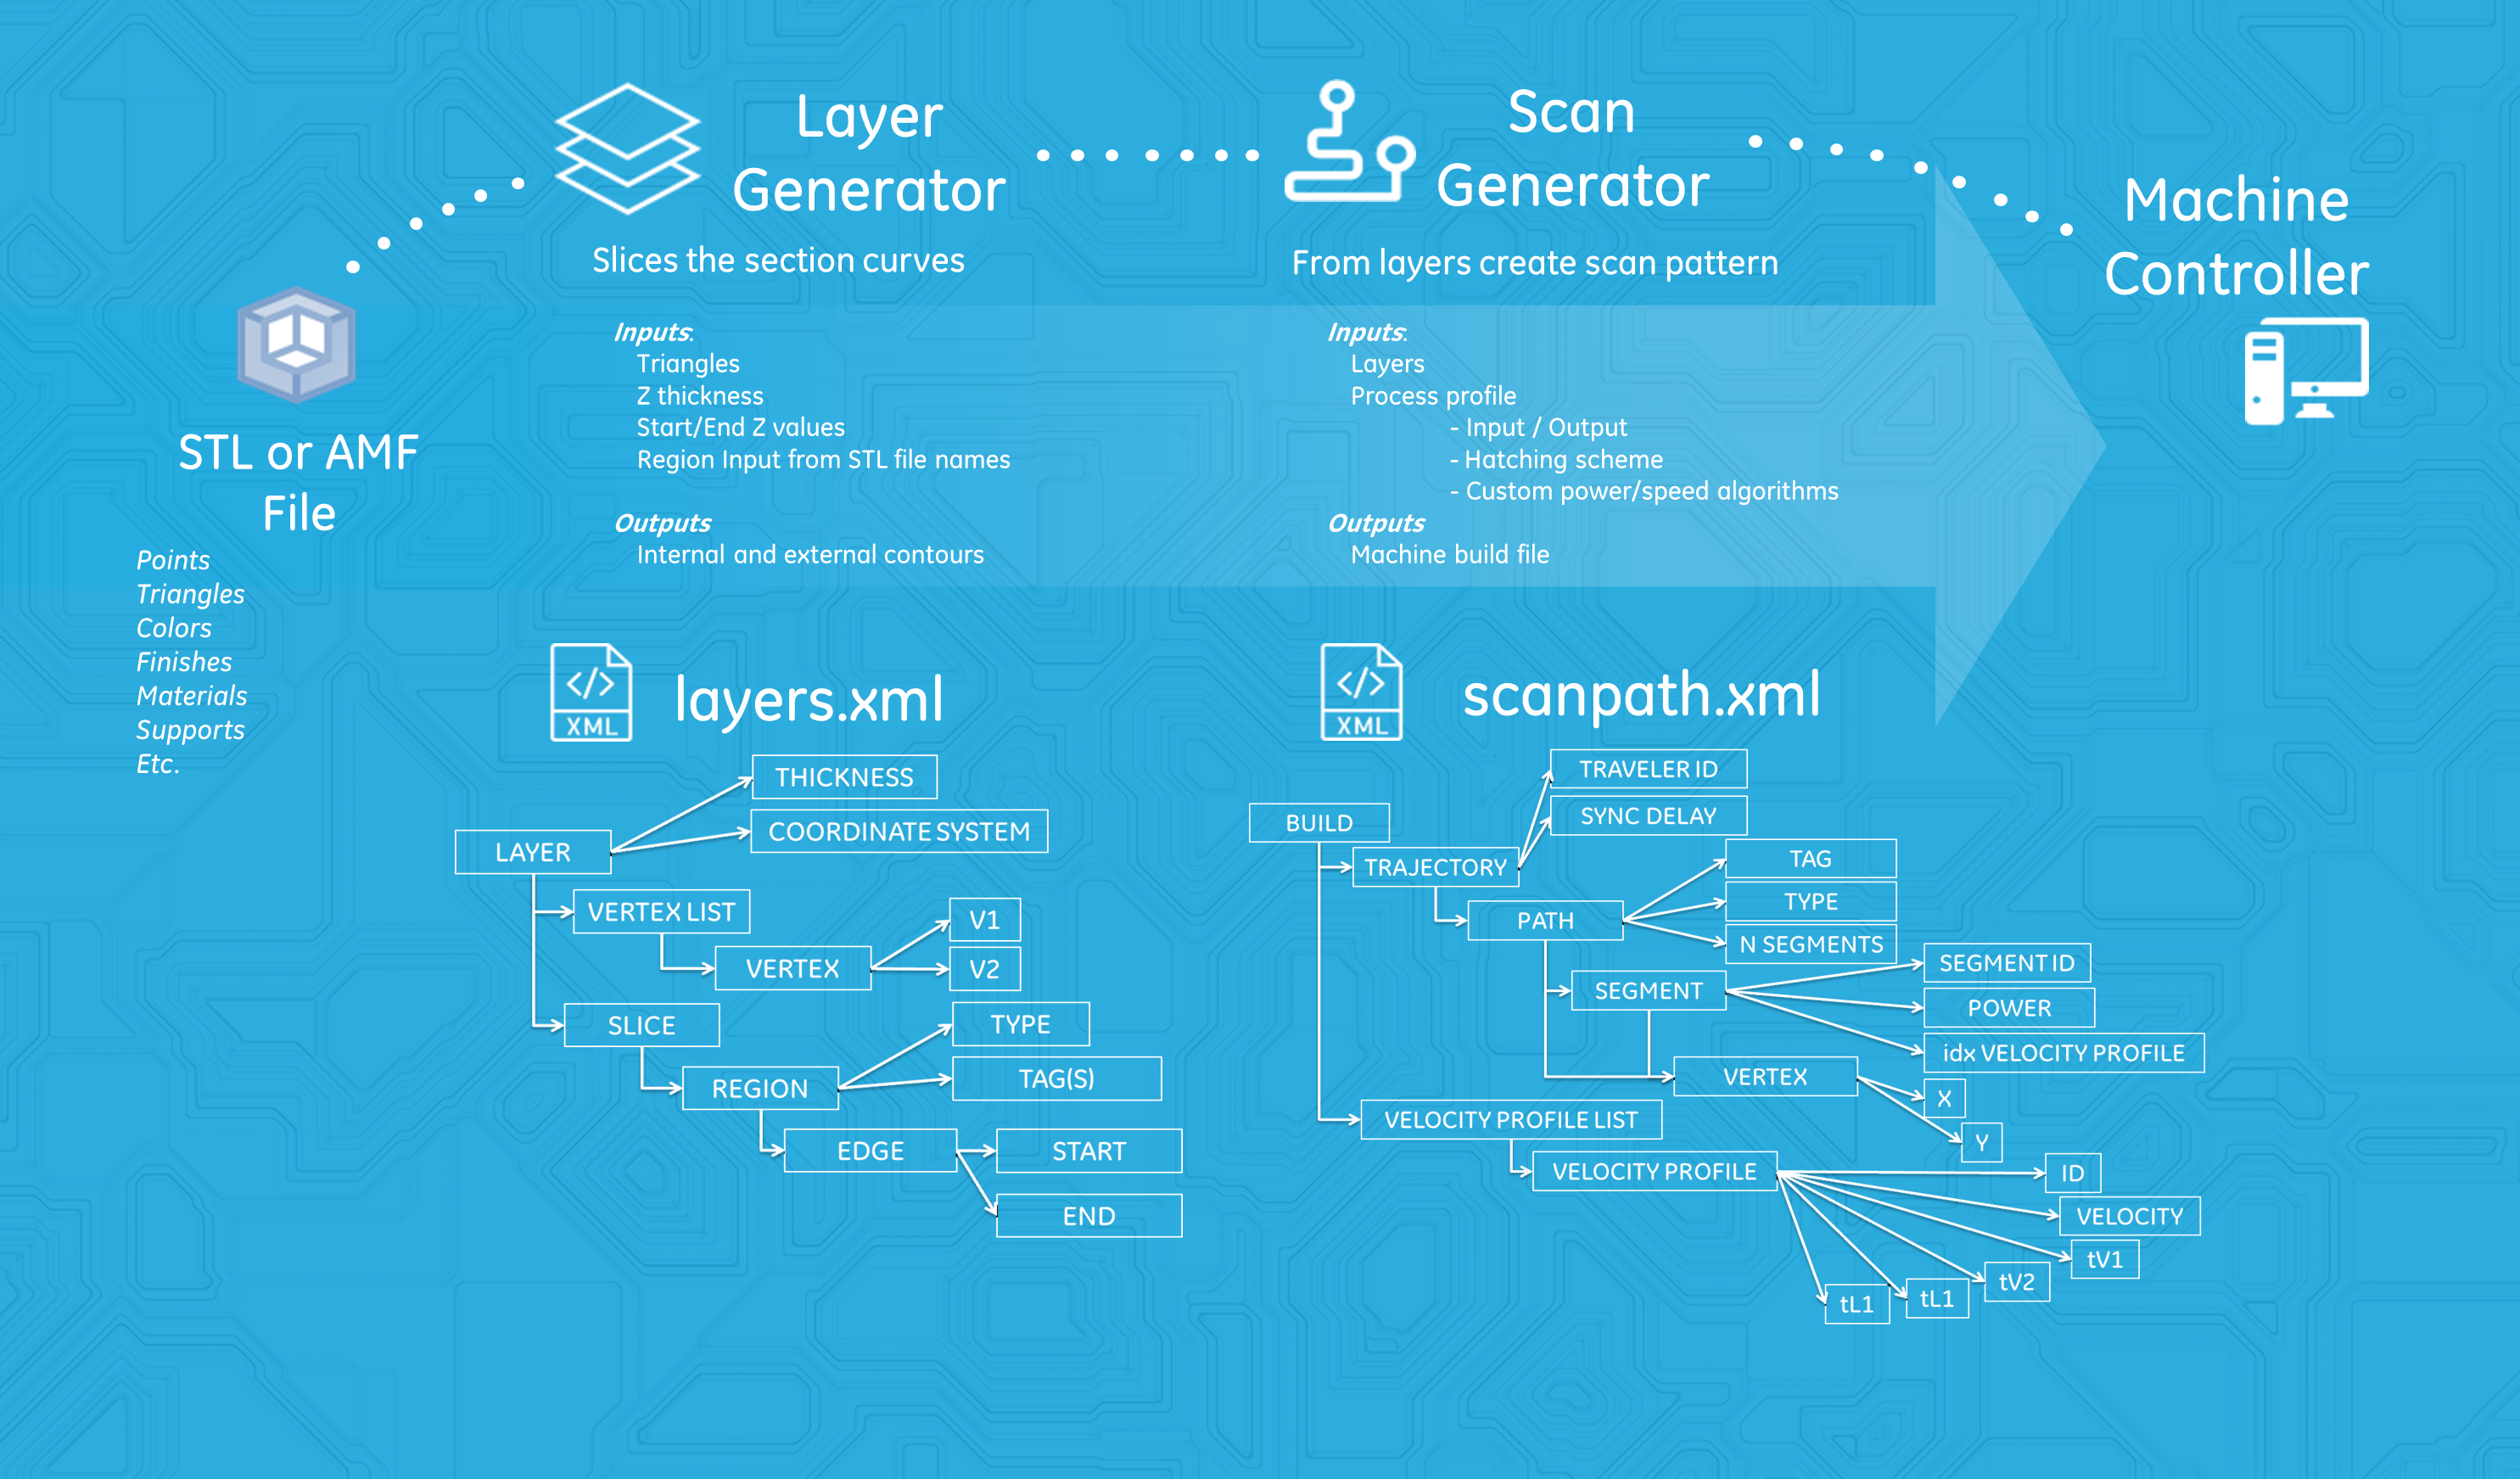 Layer
Generator
Slices the section curves
Scan
Generator
From layers create scan pattern
Machine
Controller
STL or AMF
File
Points
Triangles
Colors
Finishes
Materials
Supports
Etc.
Inputs:
Triangles
Z thickness
Start/End Z values
Region Input from STL file names
Outputs
Internal and external contours
Inputs:
Layers
Process profile
- Input / Output
- Hatching scheme
- Custom power/speed algorithms
Outputs
Machine build file
</> XML
layers.xml
THICKNESS
COORDINATE SYSTEM
LAYER
VERTEX LIST
V1
VERTEX
V2
SLICE
TYPE
REGION
TAG(S)
EDGE
START
END
</> XML
scanpath.xml
TRAVELER ID
BUILD
SYNC DELAY
TRAJECTORY
TAG
TYPE
PATH
N SEGMENTS
SEGMENT ID
SEGMENT
POWER
idx VELOCITY PROFILE
VERTEX
X
Y
VELOCITY PROFILE LIST
VELOCITY PROFILE
ID
VELOCITY
tV1
tV2
tL1
tL1